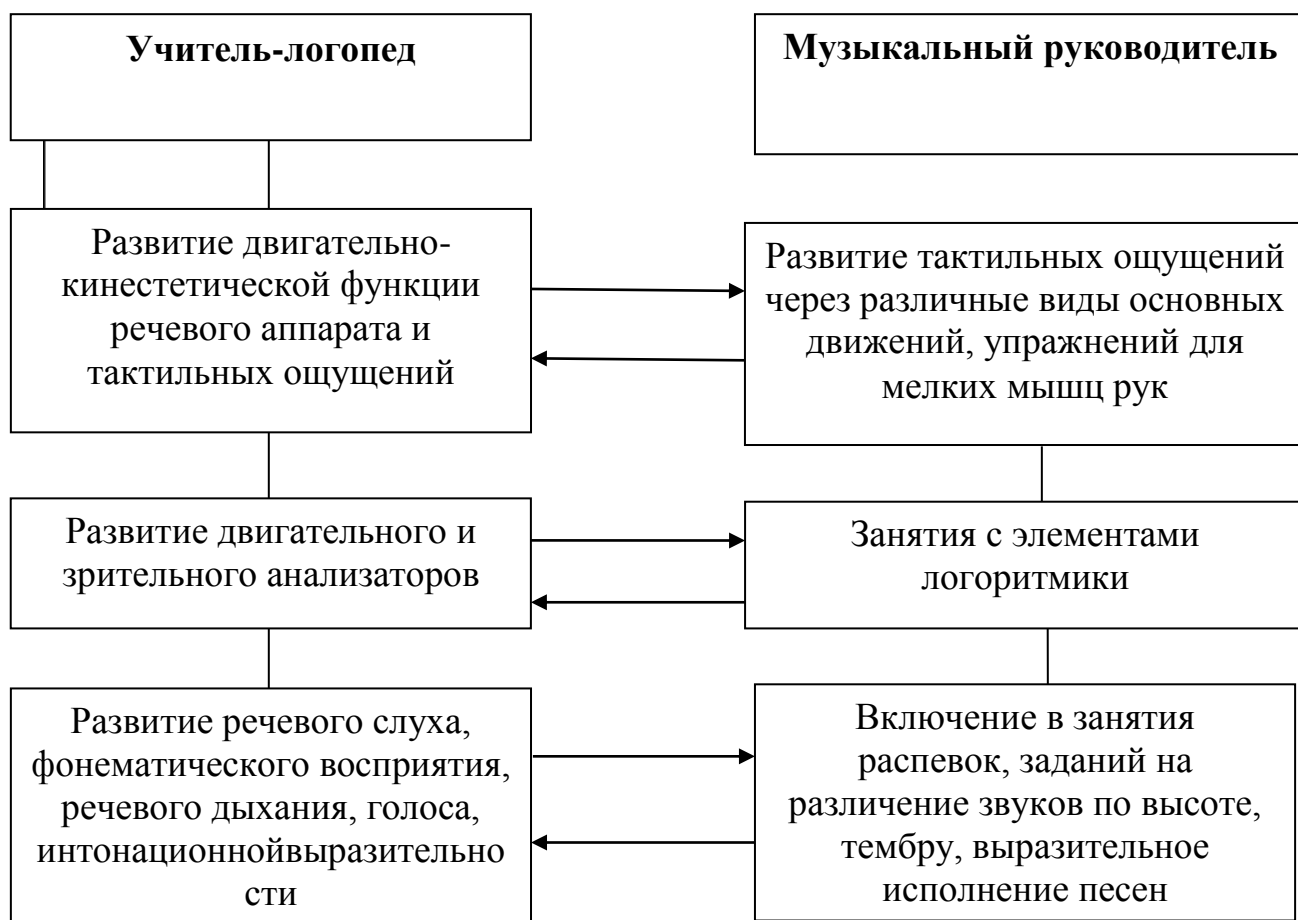 Учитель-логопед
Музыкальный руководитель
Развитие двигательно-
кинестетической функции
речевого аппарата и
тактильных ощущений
Развитие тактильных ощущений
через различные виды основных
движений, упражнений для
мелких мышц рук
Развитие двигательного и
зрительного анализаторов
Занятия с элементами
логоритмики
Развитие речевого слуха,
фонематического восприятия,
речевого дыхания, голоса,
интонационнойвыразительно
сти
Включение в занятия
распевок, заданий на
различение звуков по высоте,
тембру, выразительное
исполнение песен